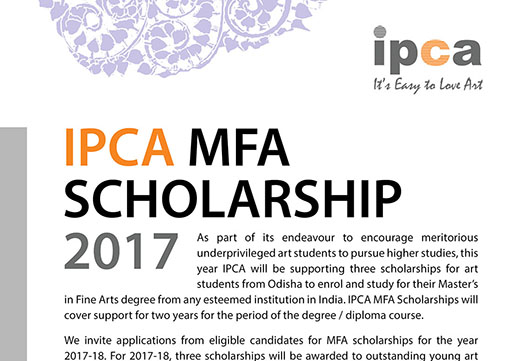 ipca
It's Easy to Love Art
IPCA MFA
SCHOLARSHIP
2017
As part of its endeavour to encourage meritorious
underprivileged art students to pursue higher studies, this
year IPCA will be supporting three scholarships for art
students from Odisha to enrol and study for their Master's
in Fine Arts degree from any esteemed institution in India. IPCA MFA Scholarships will
cover support for two years for the period of the degree / diploma course.
We invite applications from eligible candidates for MFA scholarships for the year
2017-18. For 2017-18, three scholarships will be awarded to outstanding young art